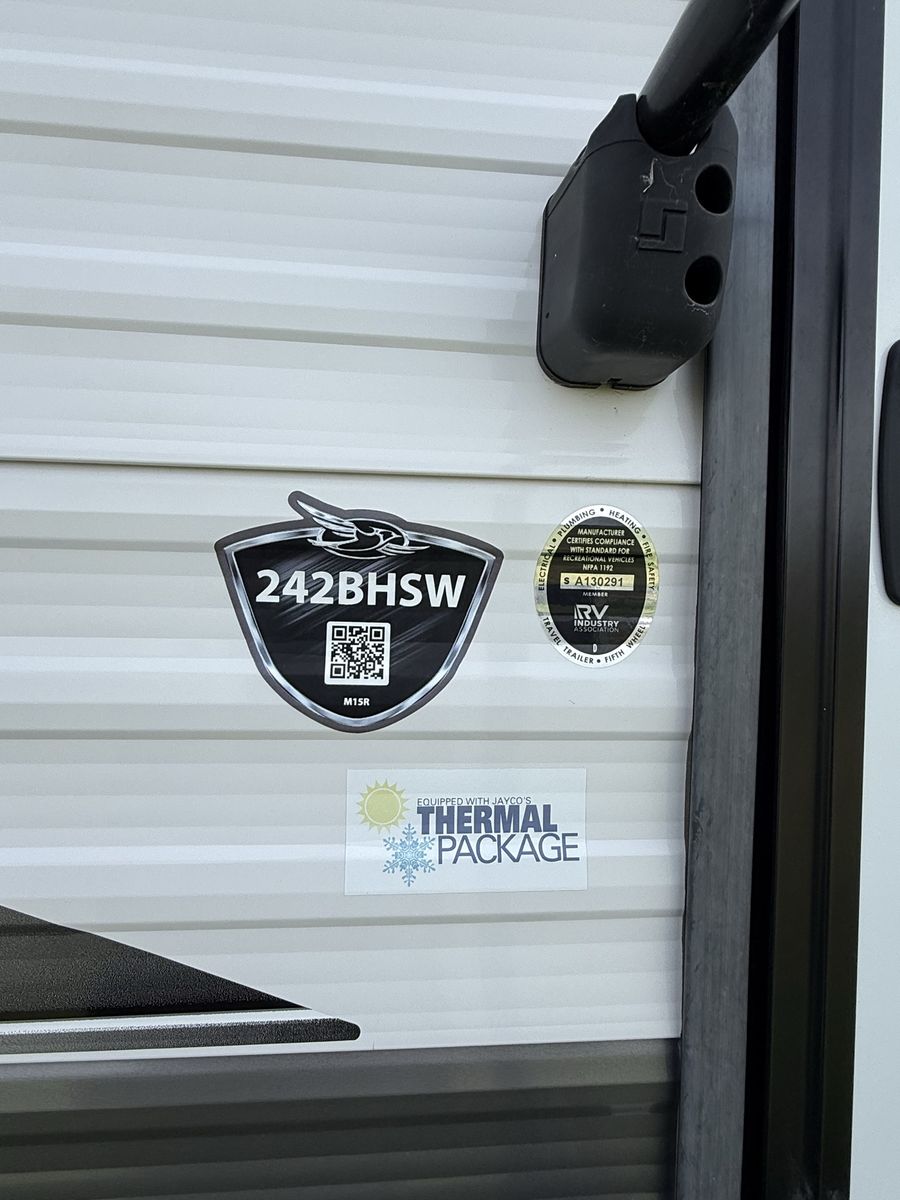 242BHSW
M15R
ELECTRICAL • PLUMBING • HEATING • FIRE SAFETY
MANUFACTURER
CERTIFIES COMPLIANCE
WITH STANDARD FOR
RECREATIONAL VEHICLES
NFPA 1192
S A130291
MEMBER
RV
INDUSTRY
ASSOCIATION
D
TRAVEL TRAILER • FIFTH WHEEL
EQUIPPED WITH JAYCO'S
THERMAL
PACKAGE